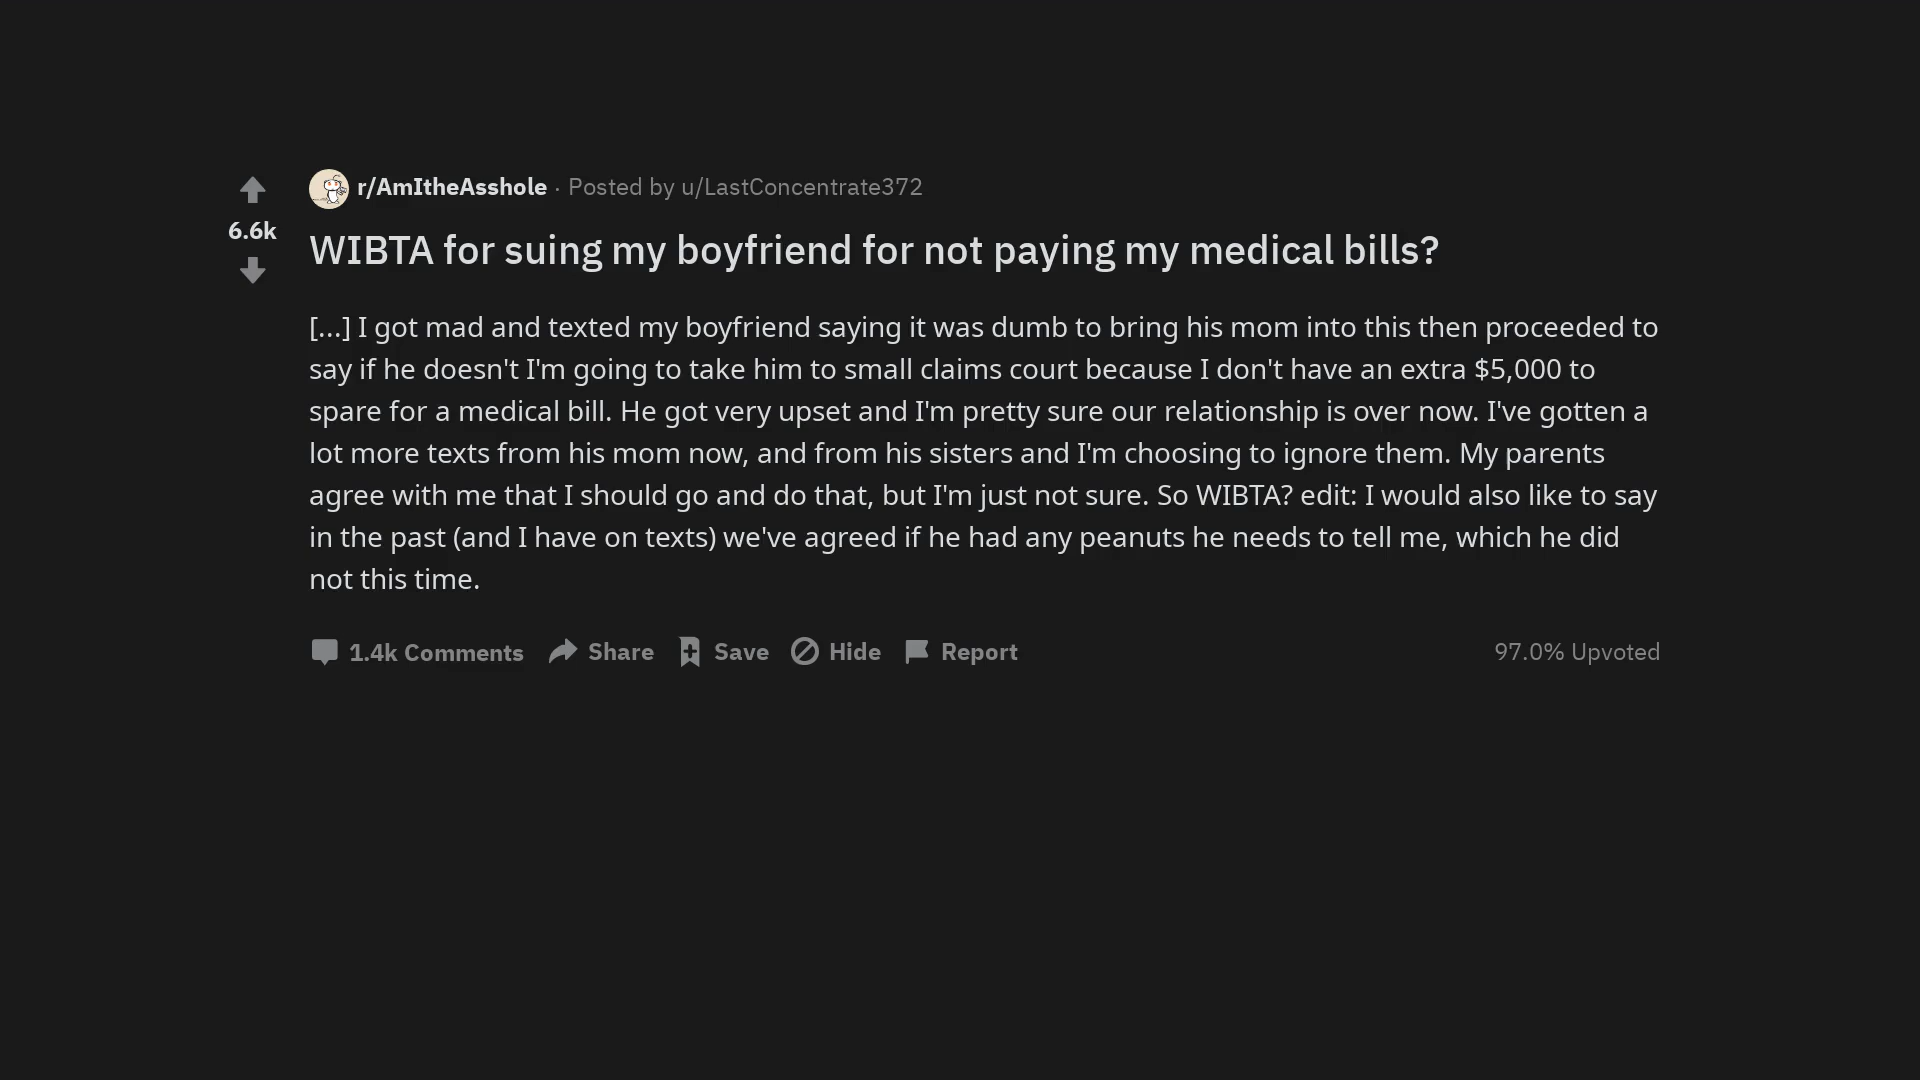 r/AmItheAsshole · Posted by u/LastConcentrate372
6.6k
WIBTA for suing my boyfriend for not paying my medical bills?
[...] I got mad and texted my boyfriend saying it was dumb to bring his mom into this then proceeded to
say if he doesn't I'm going to take him to small claims court because I don't have an extra $5,000 to
spare for a medical bill. He got very upset and I'm pretty sure our relationship is over now. I've gotten a
lot more texts from his mom now, and from his sisters and I'm choosing to ignore them. My parents
agree with me that I should go and do that, but I'm just not sure. So WIBTA? edit: I would also like to say
in the past (and I have on texts) we've agreed if he had any peanuts he needs to tell me, which he did
not this time.
1.4k Comments Share Save Hide Report 97.0% Upvoted